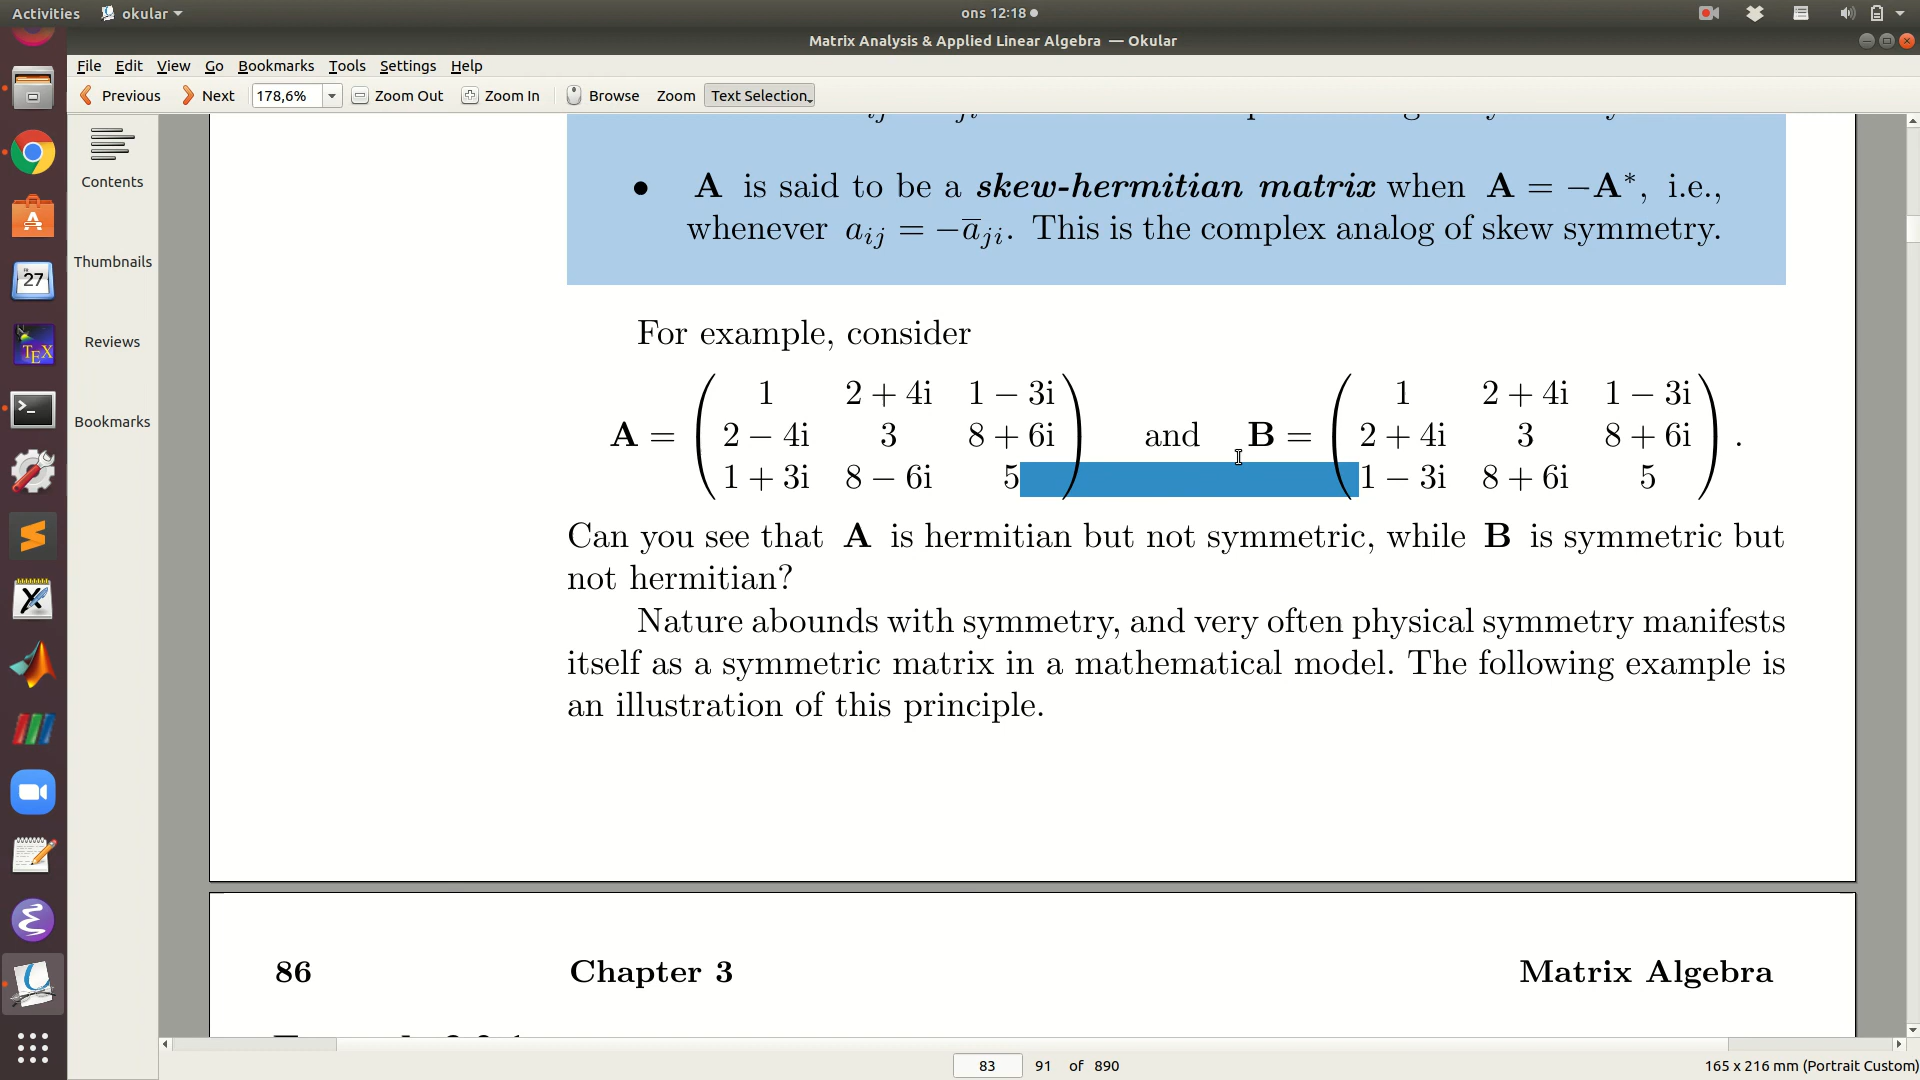 Activities okular ons 12:18
Matrix Analysis & Applied Linear Algebra — Okular
File Edit View Go Bookmarks Tools Settings Help
Previous Next 178,6% Zoom Out Zoom In Browse Zoom Text Selection
Contents
27
Thumbnails
TEX
Reviews
Bookmarks
• A is said to be a skew-hermitian matrix when A = −A*, i.e.,
whenever aij = −a̅ji. This is the complex analog of skew symmetry.
For example, consider
1 2 + 4i 1 − 3i 1 2 + 4i 1 − 3i
A = ( 2 − 4i 3 8 + 6i ) and B = ( 2 + 4i 3 8 + 6i ) .
1 + 3i 8 − 6i 5 1 − 3i 8 + 6i 5
Can you see that A is hermitian but not symmetric, while B is symmetric but
not hermitian?
Nature abounds with symmetry, and very often physical symmetry manifests
itself as a symmetric matrix in a mathematical model. The following example is
an illustration of this principle.
86 Chapter 3 Matrix Algebra
83 91 of 890
165 x 216 mm (Portrait Custom)